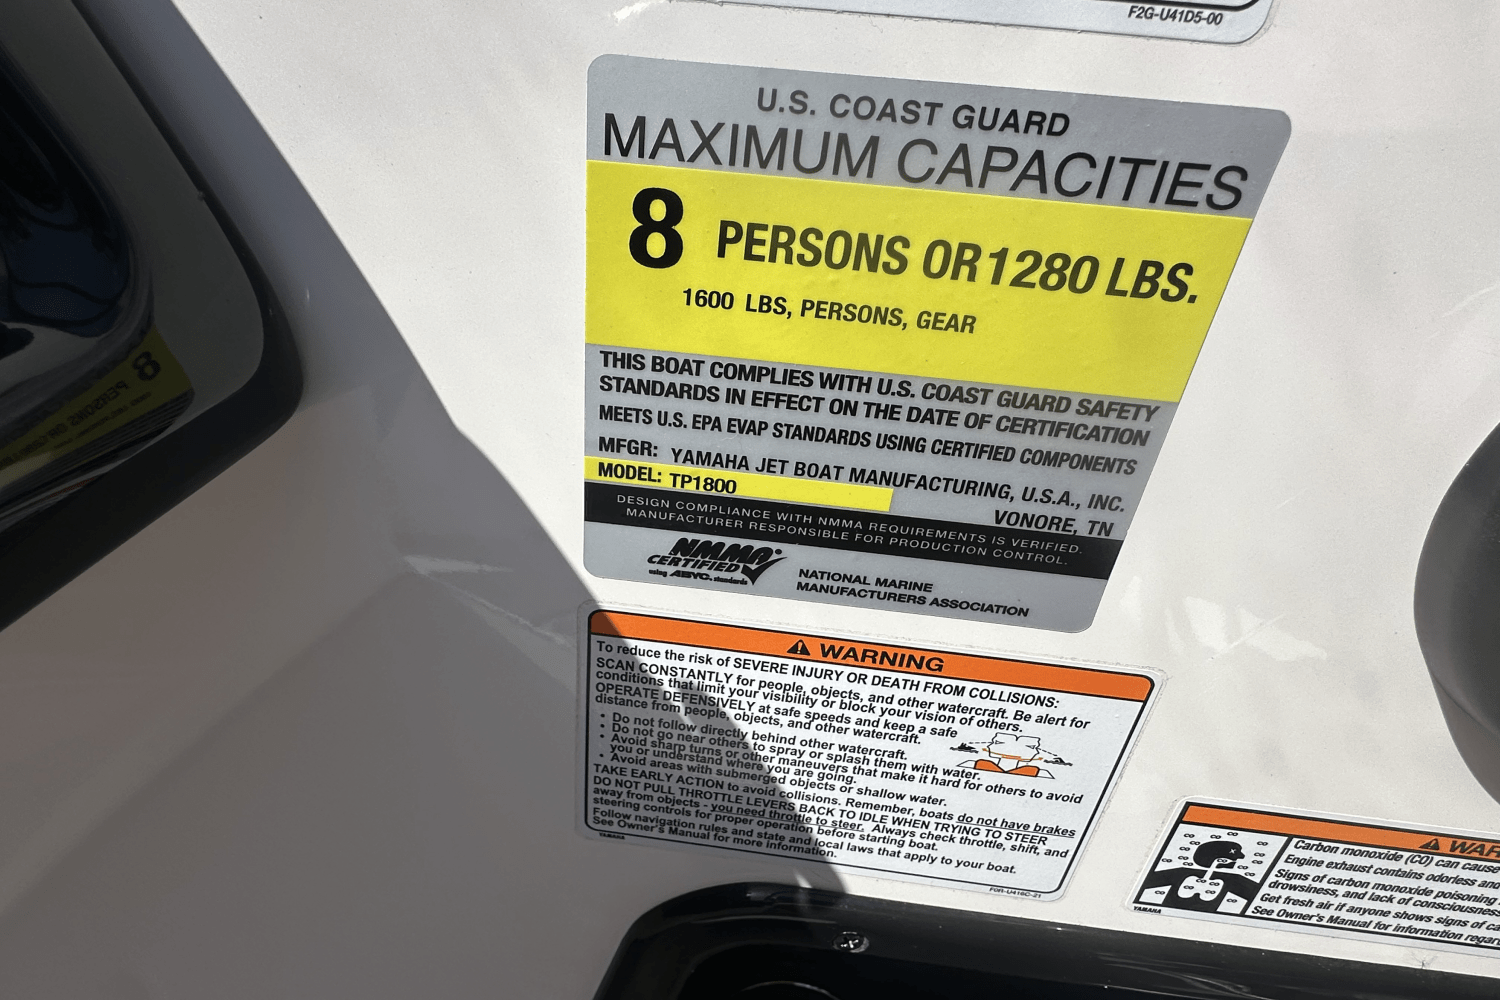 F2G-U41D5-00
U.S. COAST GUARD
MAXIMUM CAPACITIES
8 PERSONS OR 1280 LBS.
1600 LBS, PERSONS, GEAR
THIS BOAT COMPLIES WITH U.S. COAST GUARD SAFETY
STANDARDS IN EFFECT ON THE DATE OF CERTIFICATION
MEETS U.S. EPA EVAP STANDARDS USING CERTIFIED COMPONENTS
MFGR: YAMAHA JET BOAT MANUFACTURING, U.S.A., INC.
VONORE, TN
MODEL: TP1800
DESIGN COMPLIANCE WITH NMMA REQUIREMENTS IS VERIFIED.
MANUFACTURER RESPONSIBLE FOR PRODUCTION CONTROL.
NMMA
CERTIFIED
using ABYC. standards
NATIONAL MARINE
MANUFACTURERS ASSOCIATION
WARNING
To reduce the risk of SEVERE INJURY OR DEATH FROM COLLISIONS:
SCAN CONSTANTLY for people, objects, and other watercraft. Be alert for
conditions that limit your visibility or block your vision of others.
OPERATE DEFENSIVELY at safe speeds and keep a safe
distance from people, objects, and other watercraft.
• Do not follow directly behind other watercraft.
• Do not go near others to spray or splash them with water.
• Avoid sharp turns or other maneuvers that make it hard for others to avoid
you or understand where you are going.
• Avoid areas with submerged objects or shallow water.
TAKE EARLY ACTION to avoid collisions. Remember, boats do not have brakes
DO NOT PULL THROTTLE LEVERS BACK TO IDLE WHEN TRYING TO STEER
away from objects - you need throttle to steer. Always check throttle, shift, and
steering controls for proper operation before starting boat.
Follow navigation rules and state and local laws that apply to your boat.
See Owner's Manual for more information.
YAMAHA
F0R-U416C-21
WAR
Carbon monoxide (CO) can cause
Engine exhaust contains odorless and
Signs of carbon monoxide poisoning
drowsiness, and lack of consciousness
Get fresh air if anyone shows signs of ca
See Owner's Manual for information regar
YAMAHA